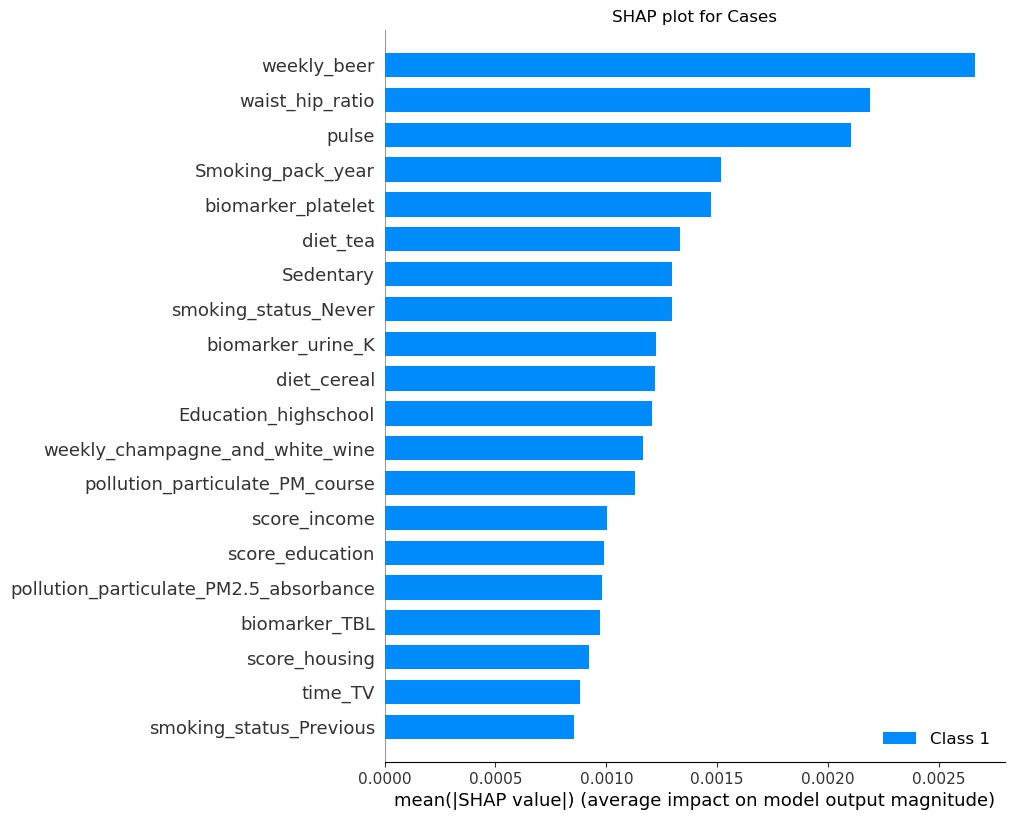 SHAP plot for Cases
weekly_beer
waist_hip_ratio
pulse
Smoking_pack_year
biomarker_platelet
diet_tea
Sedentary
smoking_status_Never
biomarker_urine_K
diet_cereal
Education_highschool
weekly_champagne_and_white_wine
pollution_particulate_PM_course
score_income
score_education
pollution_particulate_PM2.5_absorbance
biomarker_TBL
score_housing
time_TV
smoking_status_Previous
Class 1
0.0000 0.0005 0.0010 0.0015 0.0020 0.0025
mean(|SHAP value|) (average impact on model output magnitude)